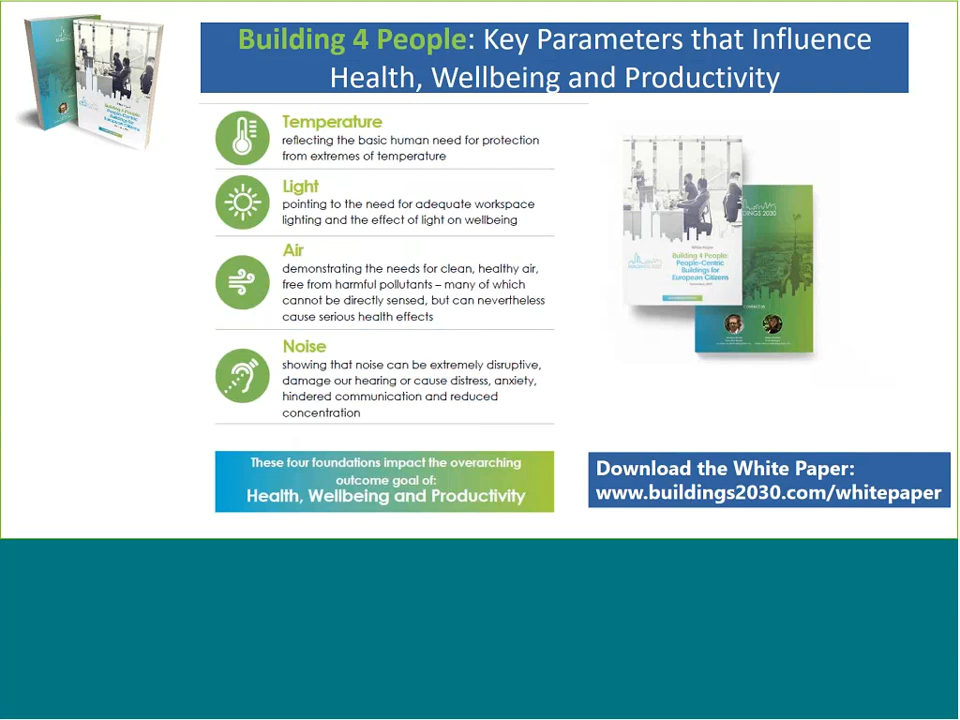 Building 4 People: Key Parameters that Influence
Health, Wellbeing and Productivity
Temperature
reflecting the basic human need for protection
from extremes of temperature
Light
pointing to the need for adequate workspace
lighting and the effect of light on wellbeing
Air
demonstrating the needs for clean, healthy air,
free from harmful pollutants – many of which
cannot be directly sensed, but can nevertheless
cause serious health effects
Noise
showing that noise can be extremely disruptive,
damage our hearing or cause distress, anxiety,
hindered communication and reduced
concentration
These four foundations impact the overarching
outcome goal of:
Health, Wellbeing and Productivity
White Paper
Building 4 People:
People-Centric
Buildings for
European Citizens
Download the White Paper:
www.buildings2030.com/whitepaper